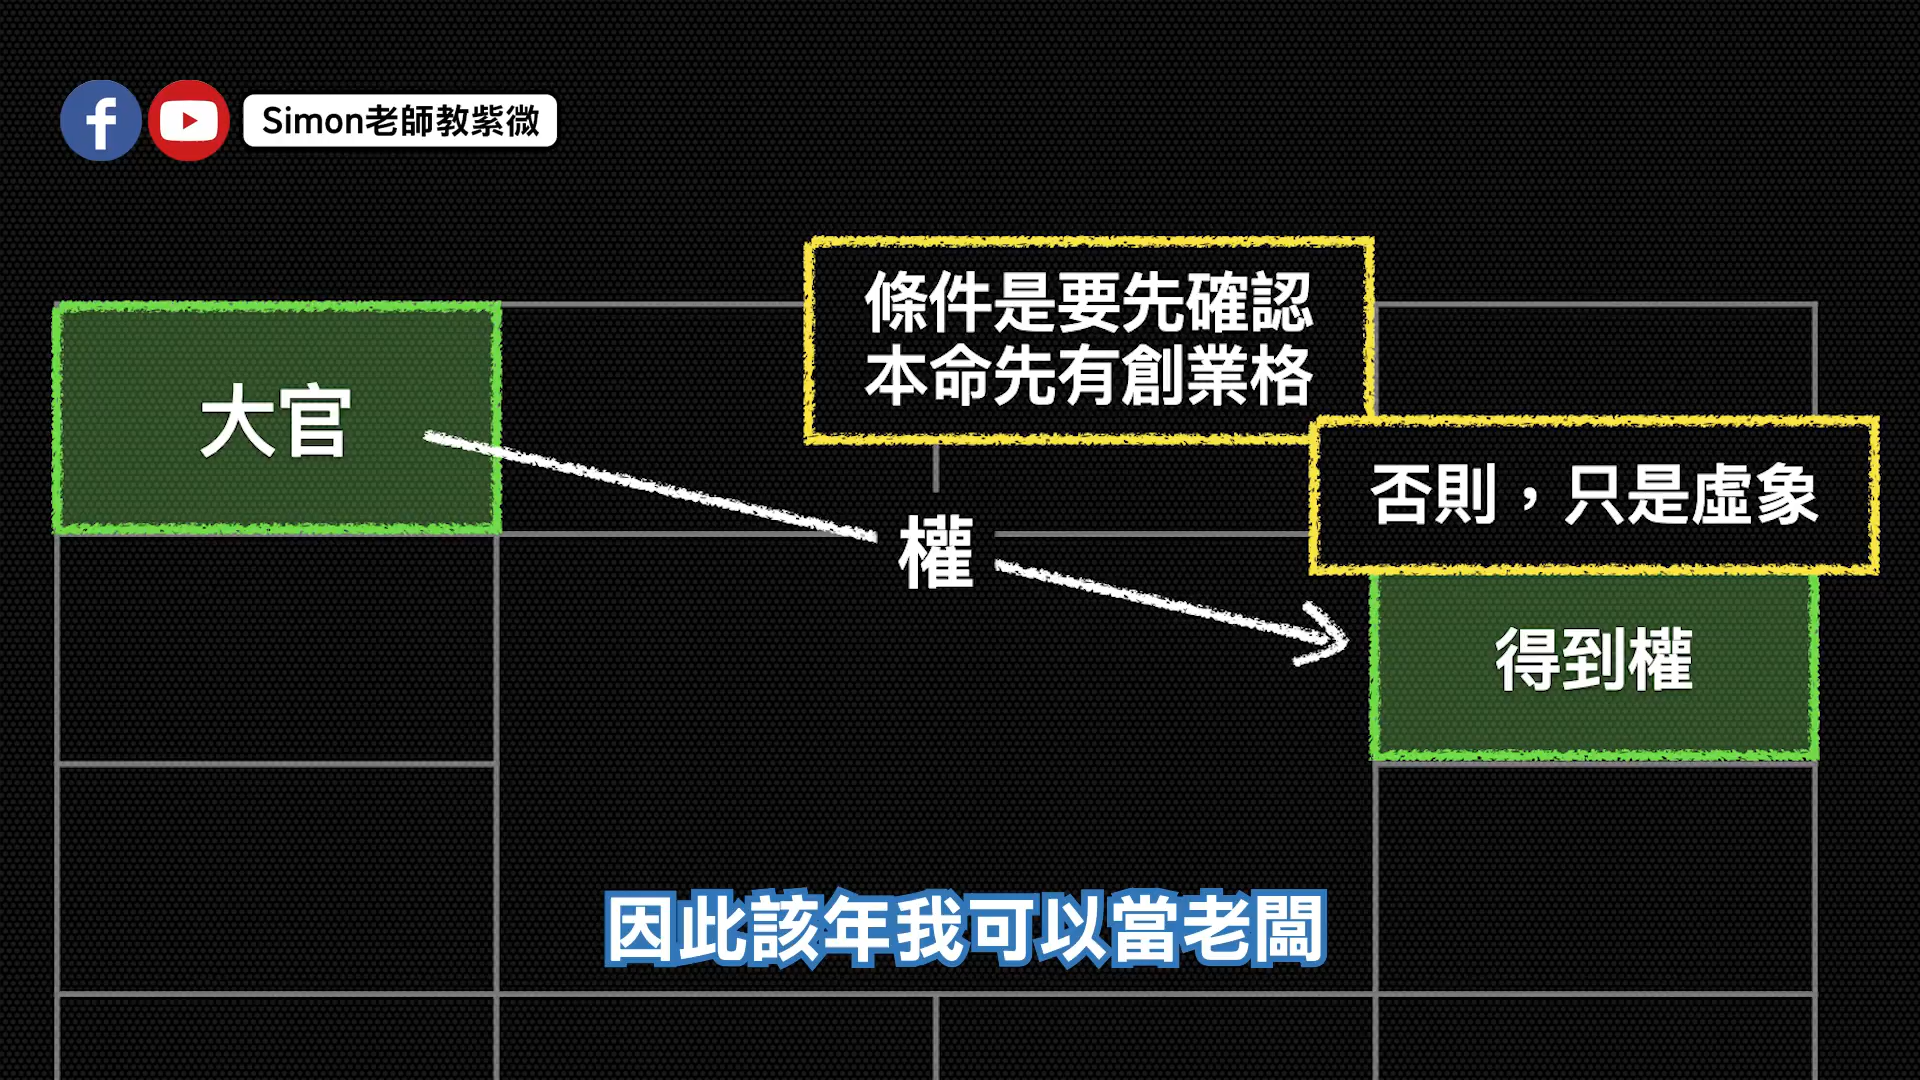 Simon老師教紫微
條件是要先確認
本命先有創業格
否則，只是虛象
大官
權
得到權
因此該年我可以當老闆